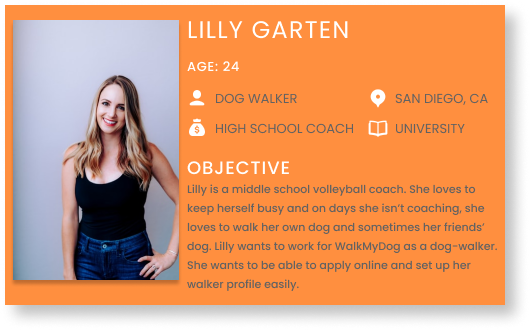 LILLY GARTEN
AGE: 24
DOG WALKER
SAN DIEGO, CA
HIGH SCHOOL COACH
UNIVERSITY
OBJECTIVE
Lilly is a middle school volleyball coach. She loves to
keep herself busy and on days she isn't coaching, she
loves to walk her own dog and sometimes her friends'
dog. Lilly wants to work for WalkMyDog as a dog-walker.
She wants to be able to apply online and set up her
walker profile easily.